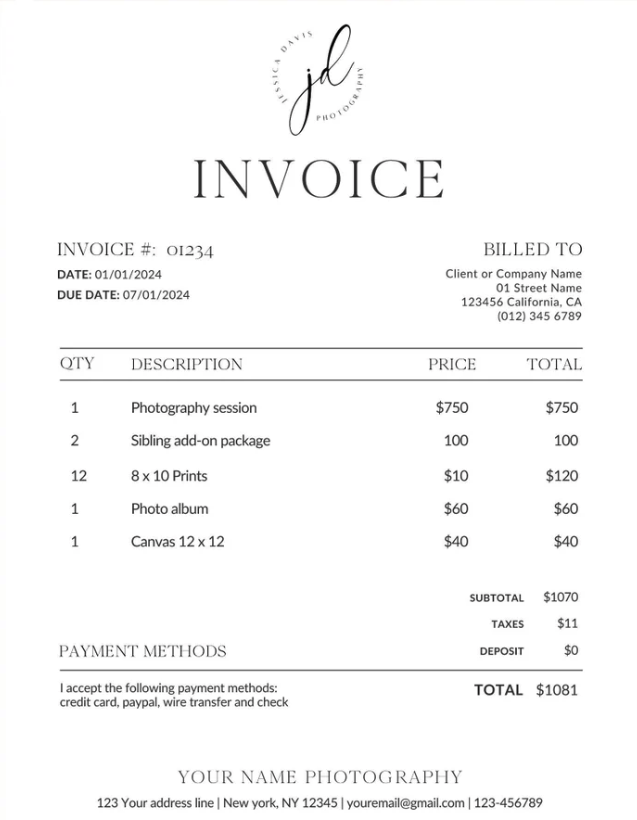 JESSICA DAVIS
jd
PHOTOGRAPHY
INVOICE
INVOICE #: 01234
DATE: 01/01/2024
DUE DATE: 07/01/2024
BILLED TO
Client or Company Name
01 Street Name
123456 California, CA
(012) 345 6789
QTY DESCRIPTION PRICE TOTAL
1 Photography session $750 $750
2 Sibling add-on package 100 100
12 8 x 10 Prints $10 $120
1 Photo album $60 $60
1 Canvas 12 x 12 $40 $40
SUBTOTAL $1070
TAXES $11
DEPOSIT $0
PAYMENT METHODS
I accept the following payment methods:
credit card, paypal, wire transfer and check
TOTAL $1081
YOUR NAME PHOTOGRAPHY
123 Your address line | New york, NY 12345 | youremail@gmail.com | 123-456789